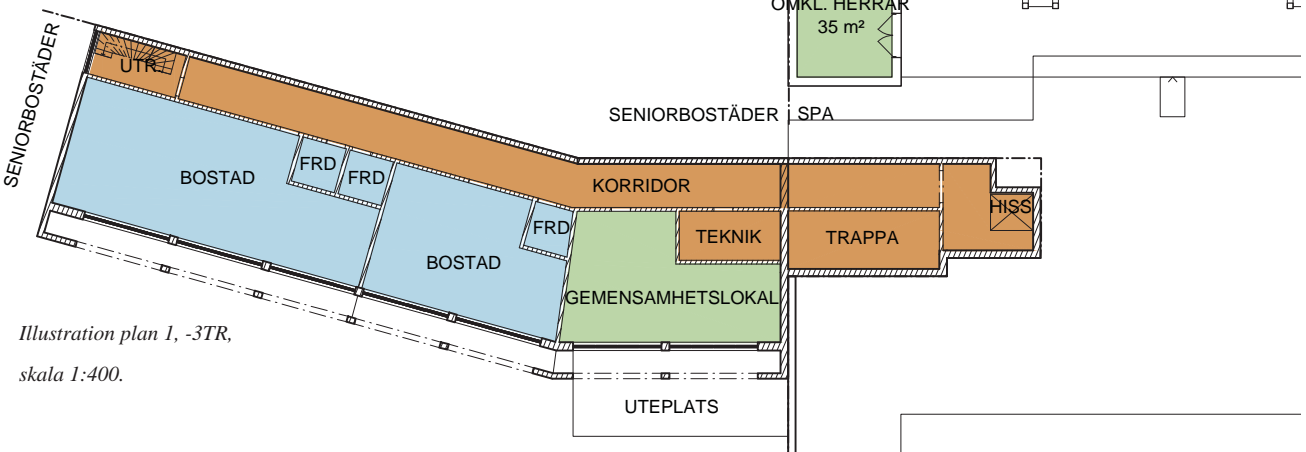 OMKL. HERRAR
35 m²
SENIORBOSTÄDER
UTR.
SENIORBOSTÄDER
SPA
FRD
FRD
BOSTAD
KORRIDOR
HISS
FRD
TEKNIK
TRAPPA
BOSTAD
GEMENSAMHETSLOKAL
Illustration plan 1, -3TR,
skala 1:400.
UTEPLATS